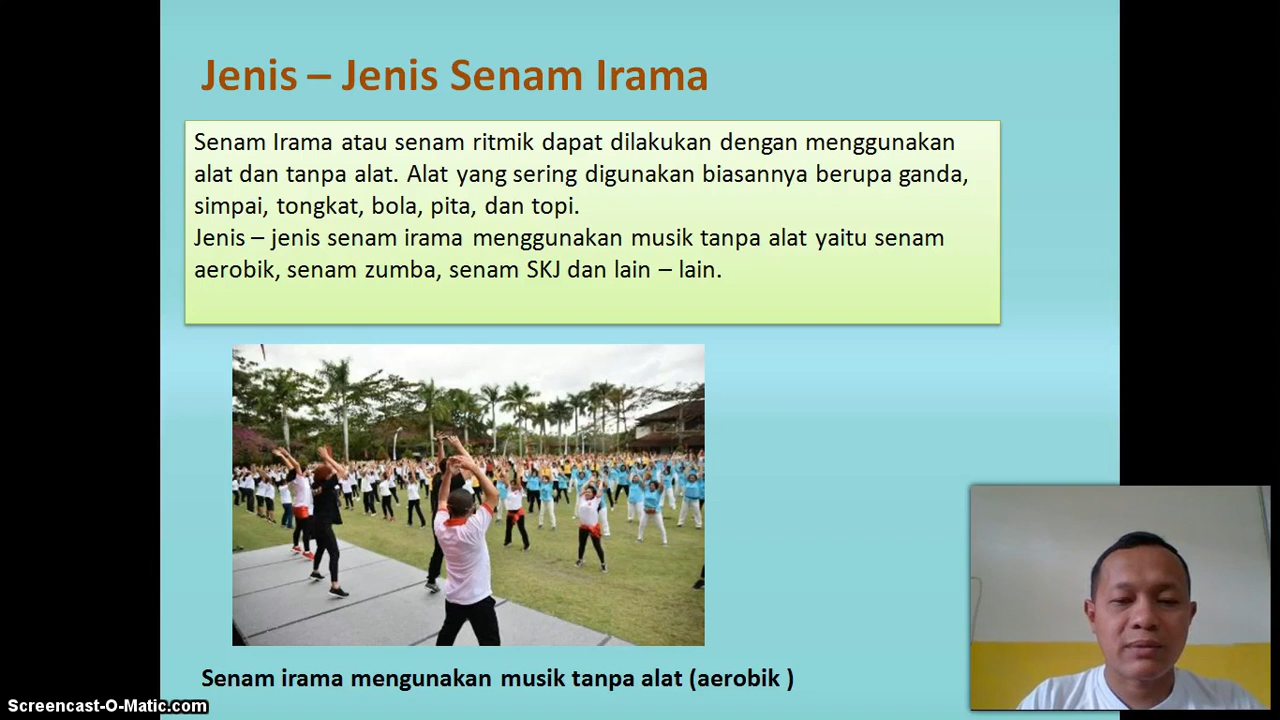 Jenis – Jenis Senam Irama
Senam Irama atau senam ritmik dapat dilakukan dengan menggunakan
alat dan tanpa alat. Alat yang sering digunakan biasannya berupa ganda,
simpai, tongkat, bola, pita, dan topi.
Jenis – jenis senam irama menggunakan musik tanpa alat yaitu senam
aerobik, senam zumba, senam SKJ dan lain – lain.
Senam irama mengunakan musik tanpa alat (aerobik )
Screencast-O-Matic.com